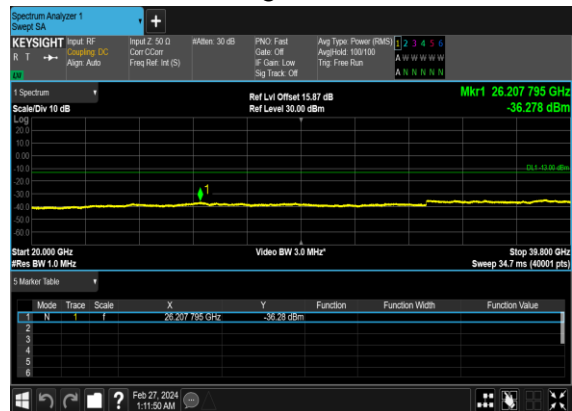 Spectrum Analyzer 1
Swept SA
+
KEYSIGHT Input: RF Input Z: 50 Ω #Atten: 30 dB PNO: Fast Avg Type: Power (RMS) 1 2 3 4 5 6
R T Coupling: DC Corr CCorr Gate: Off Avg|Hold: 100/100 A W W W W W
Align: Auto Freq Ref: Int (S) IF Gain: Low Trig: Free Run
Sig Track: Off A N N N N N
1 Spectrum Ref Lvl Offset 15.87 dB Mkr1 26.207 795 GHz
Scale/Div 10 dB Ref Level 30.00 dBm -36.278 dBm
Log
20.0
10.0
0.00
-10.0 DL1 -13.00 dBm
-20.0
-30.0 1
-40.0
-50.0
-60.0
Start 20.000 GHz Video BW 3.0 MHz* Stop 39.800 GHz
#Res BW 1.0 MHz Sweep 34.7 ms (40001 pts)
5 Marker Table
Mode Trace Scale X Y Function Function Width Function Value
1 N 1 f 26.207 795 GHz -36.28 dBm
2
3
4
5
6
? Feb 27, 2024
1:11:50 AM